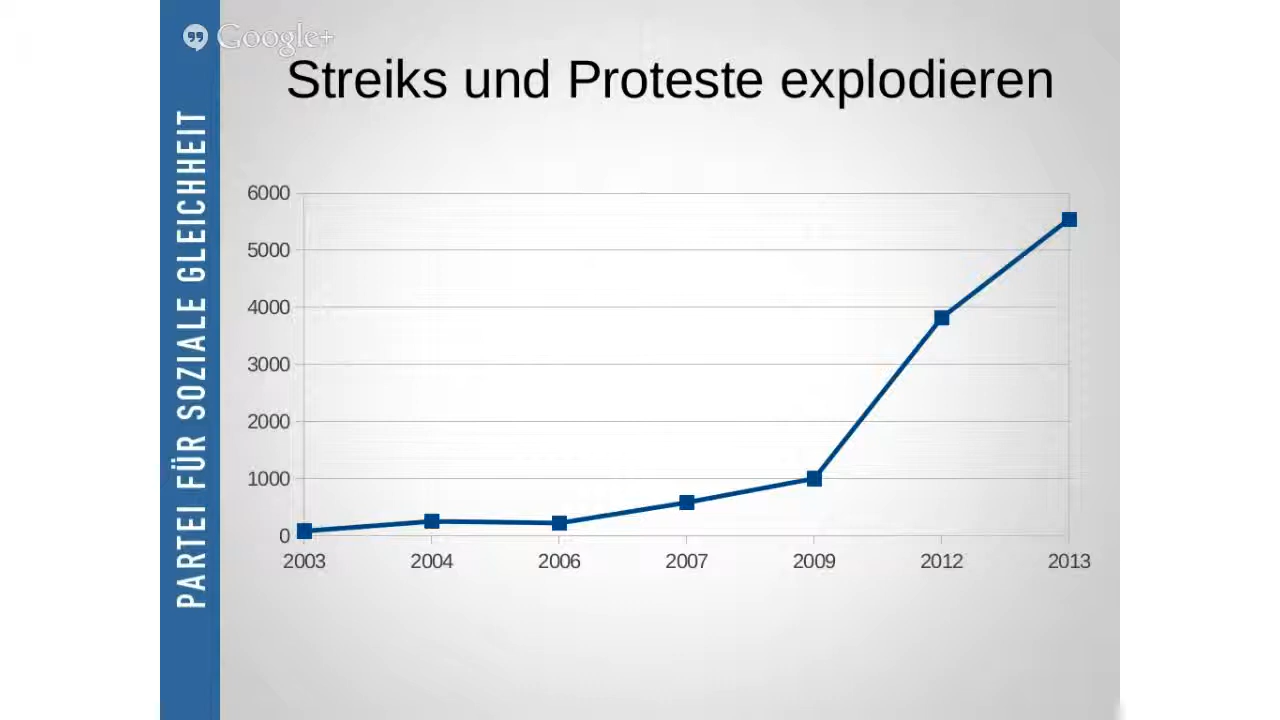 Google+
Streiks und Proteste explodieren
PARTEI FÜR SOZIALE GLEICHHEIT
6000
5000
4000
3000
2000
1000
0
2003 2004 2006 2007 2009 2012 2013